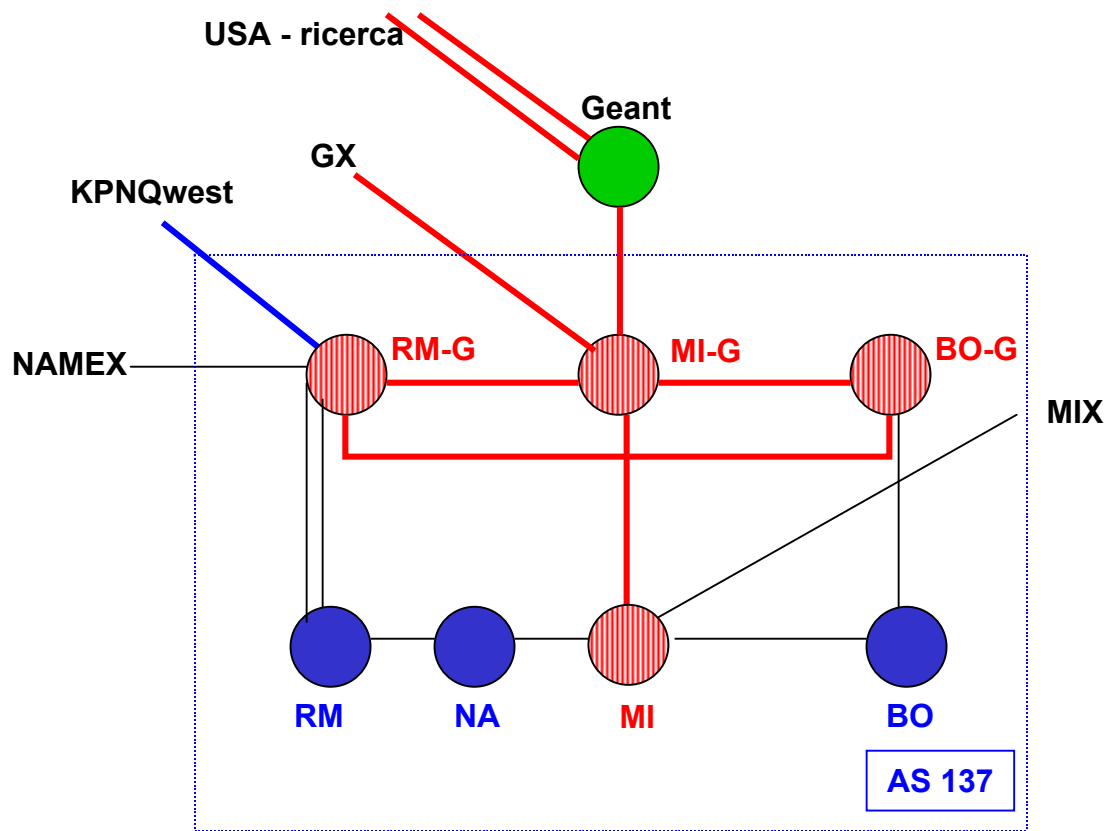 USA - ricerca
Geant
GX
KPNQwest
RM-G
MI-G
BO-G
NAMEX
MIX
RM
NA
MI
BO
AS 137